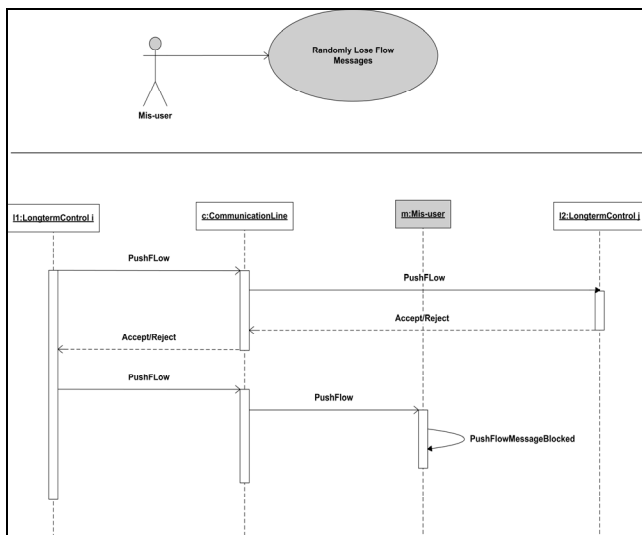 Randomly Lose Flow
Messages
Mis-user
l1:LongtermControl i
c:CommunicationLine
m:Mis-user
l2:LongtermControl j
PushFLow
PushFLow
Accept/Reject
Accept/Reject
PushFlow
PushFlow
PushFlowMessageBlocked